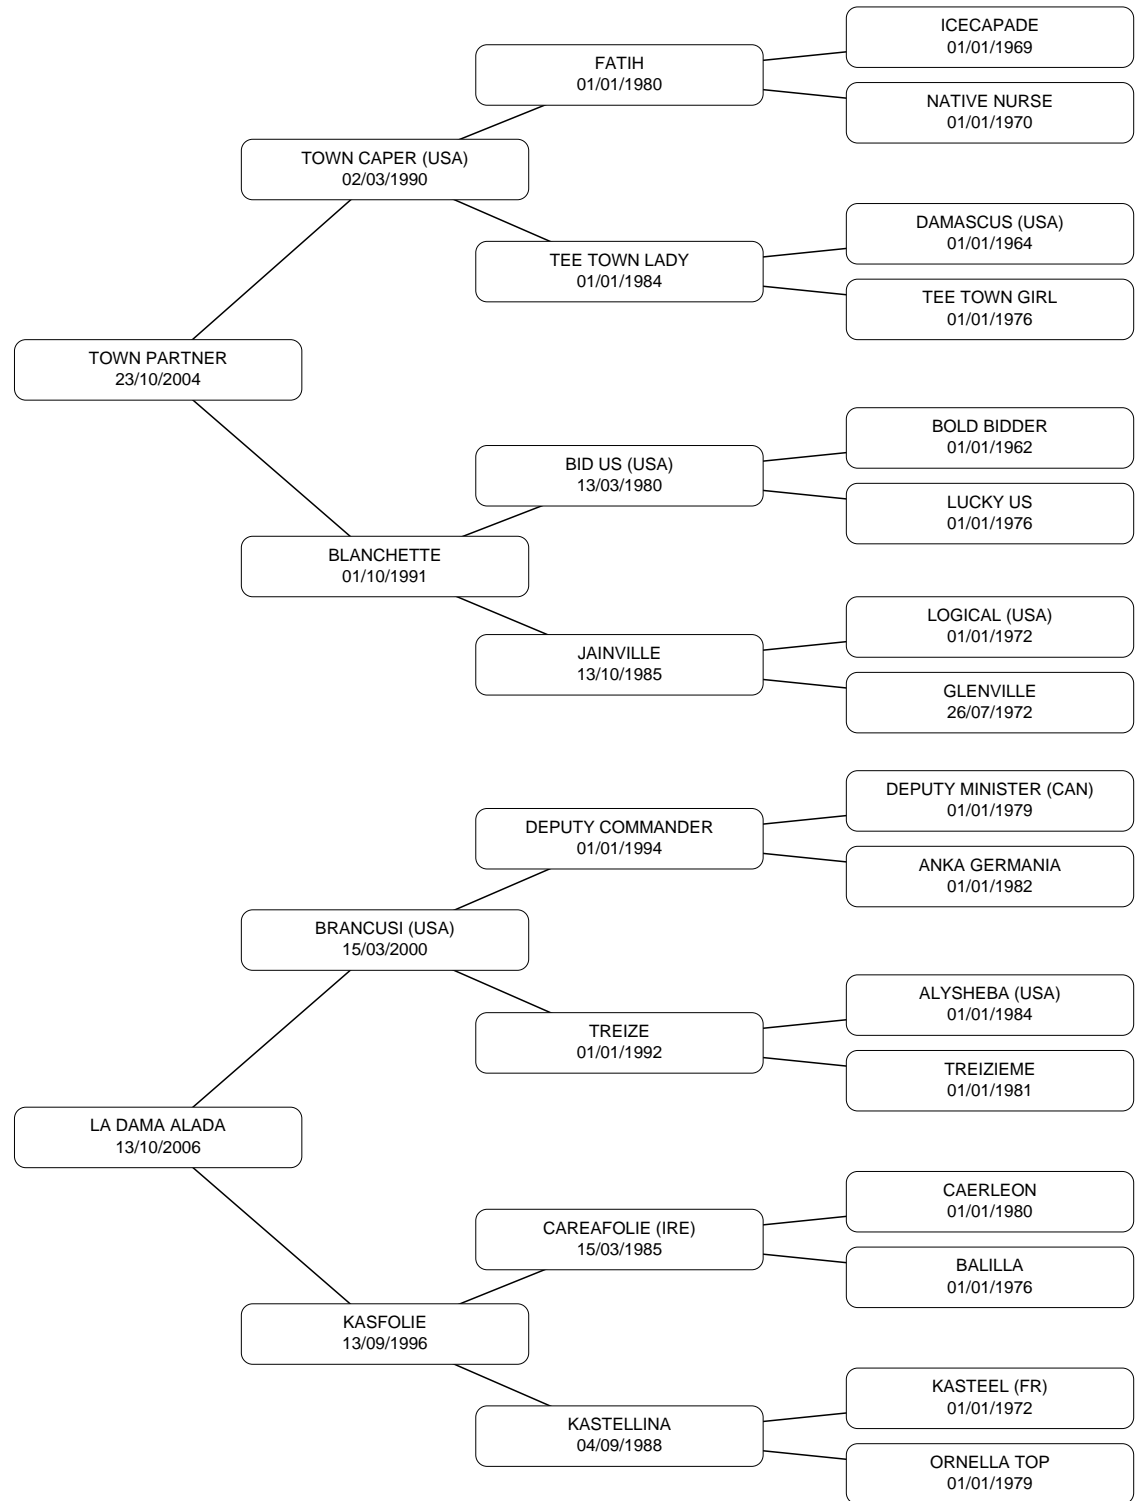 ICECAPADE
01/01/1969
FATIH
01/01/1980
NATIVE NURSE
01/01/1970
TOWN CAPER (USA)
02/03/1990
DAMASCUS (USA)
01/01/1964
TEE TOWN LADY
01/01/1984
TEE TOWN GIRL
01/01/1976
TOWN PARTNER
23/10/2004
BOLD BIDDER
01/01/1962
BID US (USA)
13/03/1980
LUCKY US
01/01/1976
BLANCHETTE
01/10/1991
LOGICAL (USA)
01/01/1972
JAINVILLE
13/10/1985
GLENVILLE
26/07/1972
DEPUTY MINISTER (CAN)
01/01/1979
DEPUTY COMMANDER
01/01/1994
ANKA GERMANIA
01/01/1982
BRANCUSI (USA)
15/03/2000
ALYSHEBA (USA)
01/01/1984
TREIZE
01/01/1992
TREIZIEME
01/01/1981
LA DAMA ALADA
13/10/2006
CAERLEON
01/01/1980
CAREAFOLIE (IRE)
15/03/1985
BALILLA
01/01/1976
KASFOLIE
13/09/1996
KASTEEL (FR)
01/01/1972
KASTELLINA
04/09/1988
ORNELLA TOP
01/01/1979